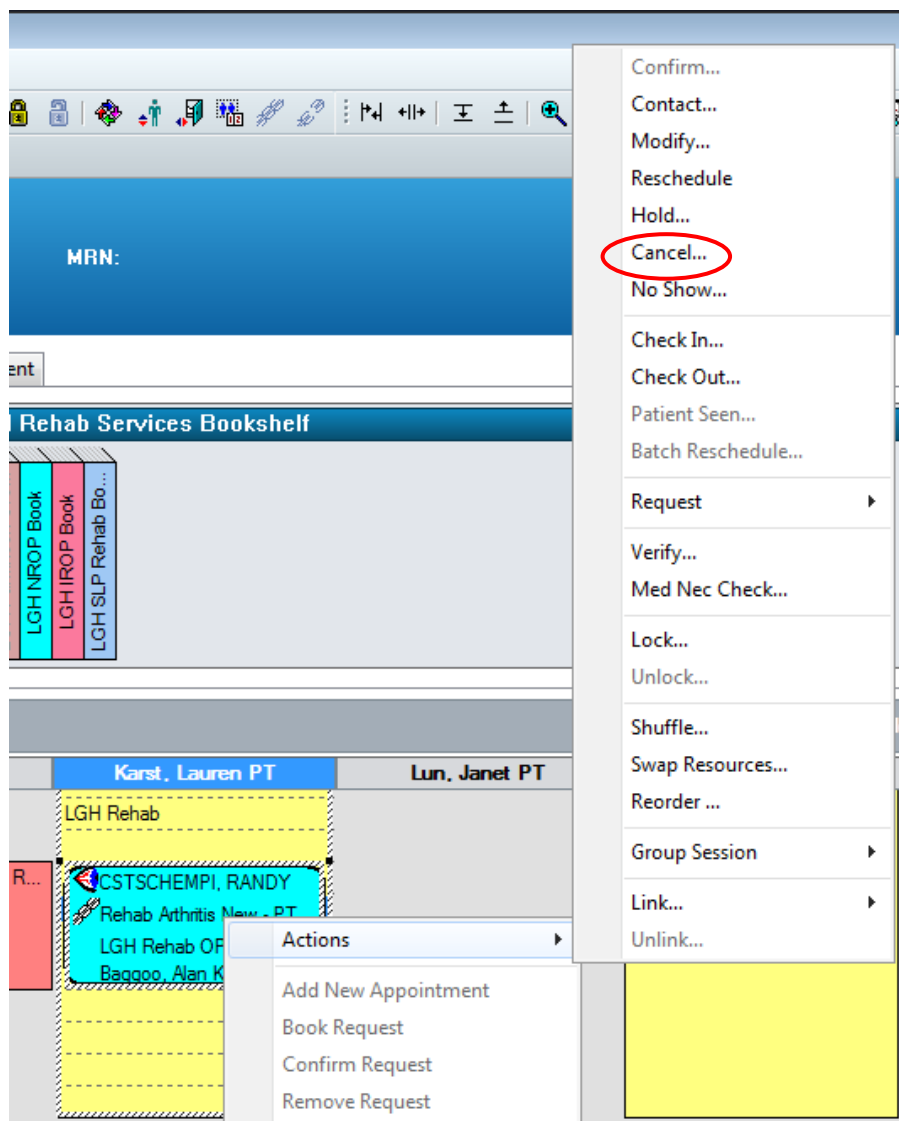 Confirm...
Contact...
Modify...
Reschedule
Hold...
Cancel...
No Show...
Check In...
Check Out...
Patient Seen...
Batch Reschedule...
Request
Verify...
Med Nec Check...
Lock...
Unlock...
Shuffle...
Swap Resources...
Reorder ...
Group Session
Link...
Unlink...
MRN:
ent
Rehab Services Bookshelf
LGH NROP Book
LGH IROP Book
LGH SLP Rehab Bo...
Karst, Lauren PT
Lun, Janet PT
LGH Rehab
R...
CSTSCHEMPI, RANDY
Rehab Arthritis New - PT
LGH Rehab OP
Baggoo, Alan K
Actions
Add New Appointment
Book Request
Confirm Request
Remove Request